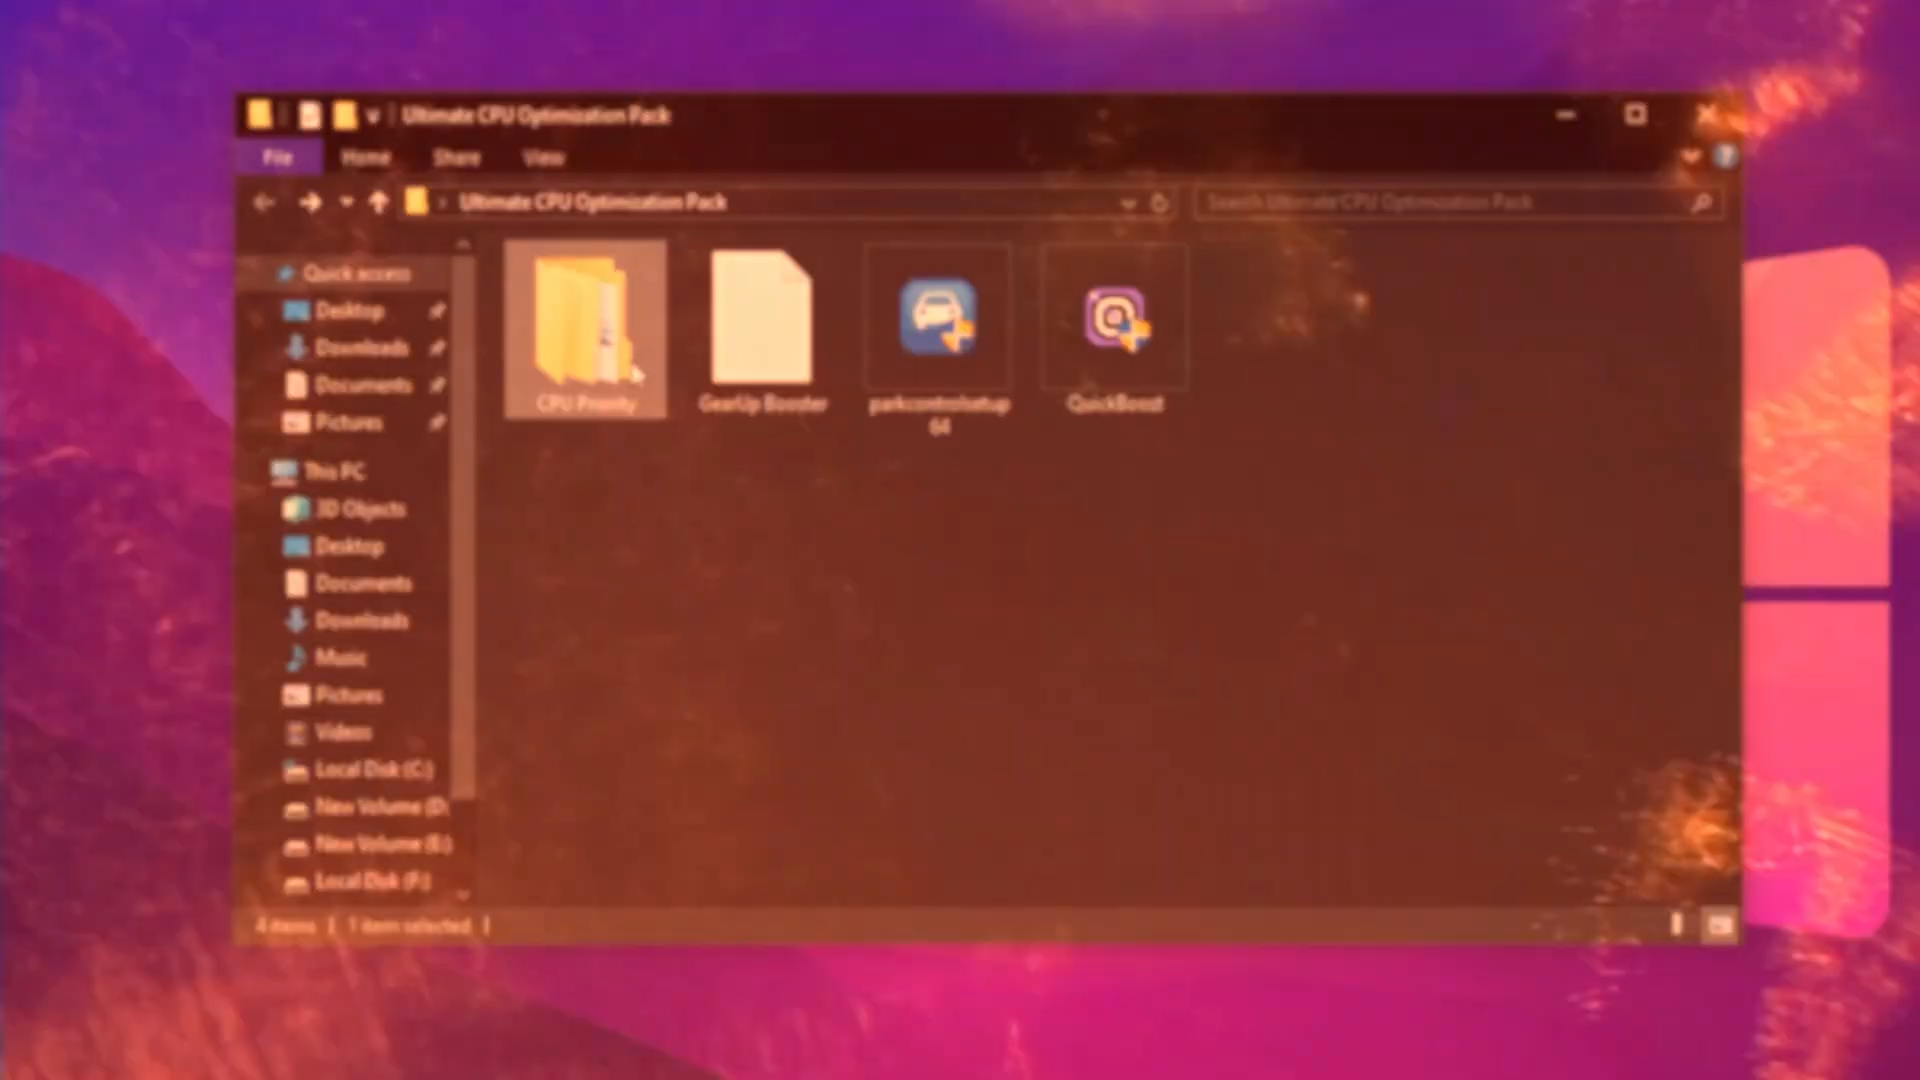 Ultimate CPU Optimization Pack
File Home Share View
Ultimate CPU Optimization Pack
Search Ultimate CPU Optimization Pack
Quick access
Desktop
Downloads
Documents
Pictures
This PC
3D Objects
Desktop
Documents
Downloads
Music
Pictures
Videos
Local Disk (C:)
New Volume (D:
New Volume (E:)
Local Disk (F:)
CPU Priority
GearUp Booster
parkcontrolsetup
64
QuickBoost
4 items 1 item selected